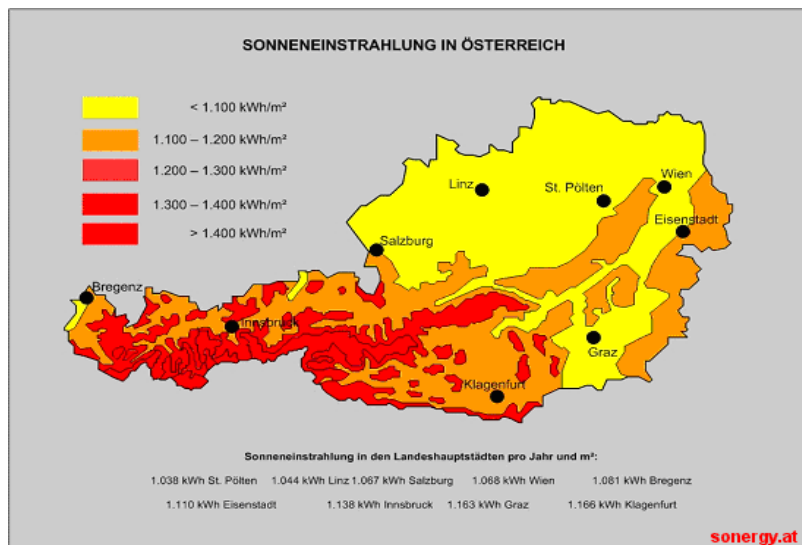 SONNENEINSTRAHLUNG IN ÖSTERREICH
< 1.100 kWh/m²
1.100 – 1.200 kWh/m²
1.200 – 1.300 kWh/m²
1.300 – 1.400 kWh/m²
> 1.400 kWh/m²
Linz
St. Pölten
Wien
Eisenstadt
Salzburg
Bregenz
Innsbruck
Graz
Klagenfurt
Sonneneinstrahlung in den Landeshauptstädten pro Jahr und m²:
1.038 kWh St. Pölten 1.044 kWh Linz 1.067 kWh Salzburg 1.068 kWh Wien 1.081 kWh Bregenz
1.110 kWh Eisenstadt 1.138 kWh Innsbruck 1.163 kWh Graz 1.166 kWh Klagenfurt
sonergy.at